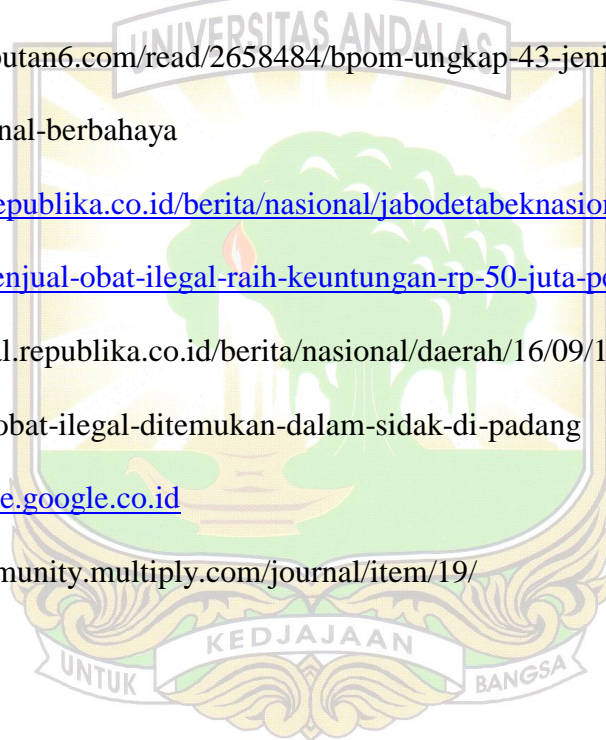 UNIVERSITAS ANDALAS
outan6.com/read/2658484/bpom-ungkap-43-jeni
nal-berbahaya
epublika.co.id/berita/nasional/jabodetabeknasion
enjual-obat-ilegal-raih-keuntungan-rp-50-juta-pe
al.republika.co.id/berita/nasional/daerah/16/09/1
obat-ilegal-ditemukan-dalam-sidak-di-padang
e.google.co.id
munity.multiply.com/journal/item/19/
KEDJAJAAN
UNTUK BANGSA